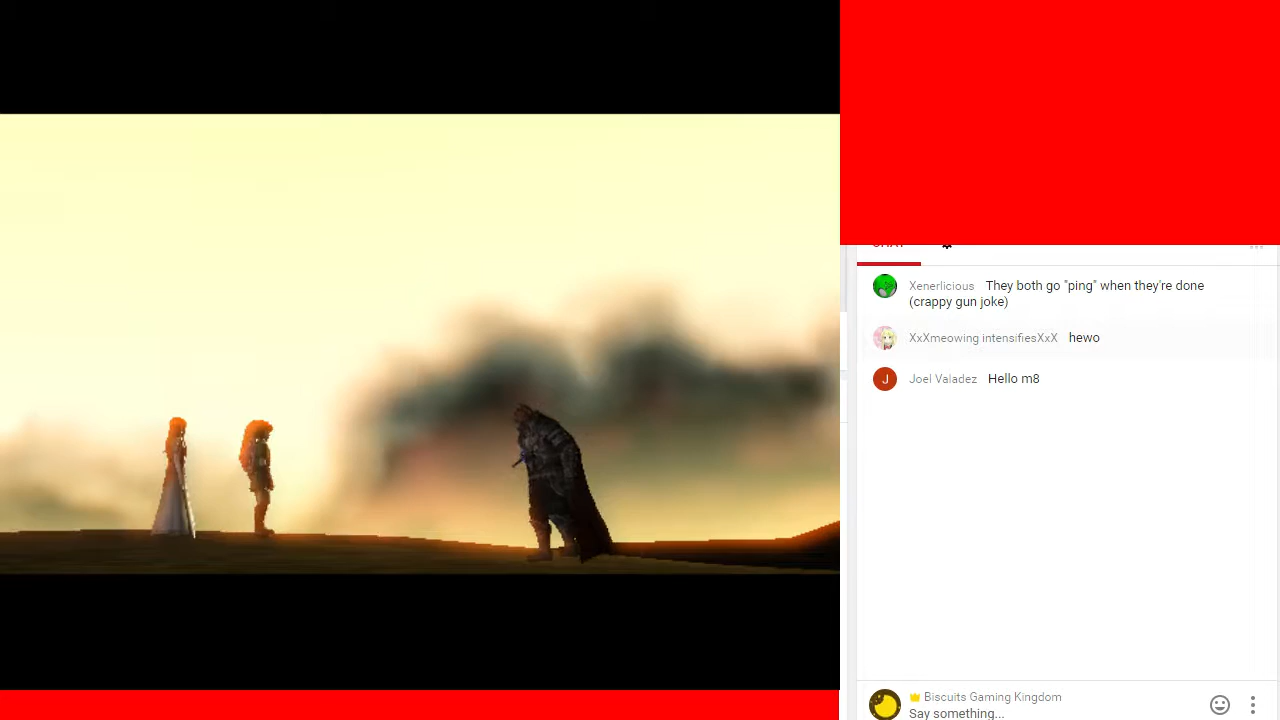 Xenerlicious They both go "ping" when they're done
(crappy gun joke)
XxXmeowing intensifiesXxX hewo
Joel Valadez Hello m8
J
Biscuits Gaming Kingdom
Say something...